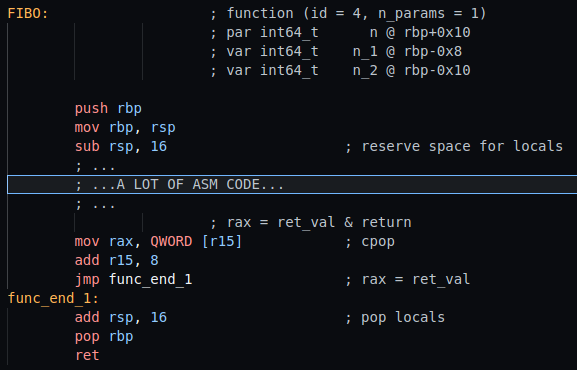 FIBO: ; function (id = 4, n_params = 1)
; par int64_t n @ rbp+0x10
; var int64_t n_1 @ rbp-0x8
; var int64_t n_2 @ rbp-0x10
push rbp
mov rbp, rsp
sub rsp, 16 ; reserve space for locals
; ...
; ...A LOT OF ASM CODE...
; ...
; rax = ret_val & return
mov rax, QWORD [r15] ; cpop
add r15, 8
jmp func_end_1 ; rax = ret_val
func_end_1:
add rsp, 16 ; pop locals
pop rbp
ret